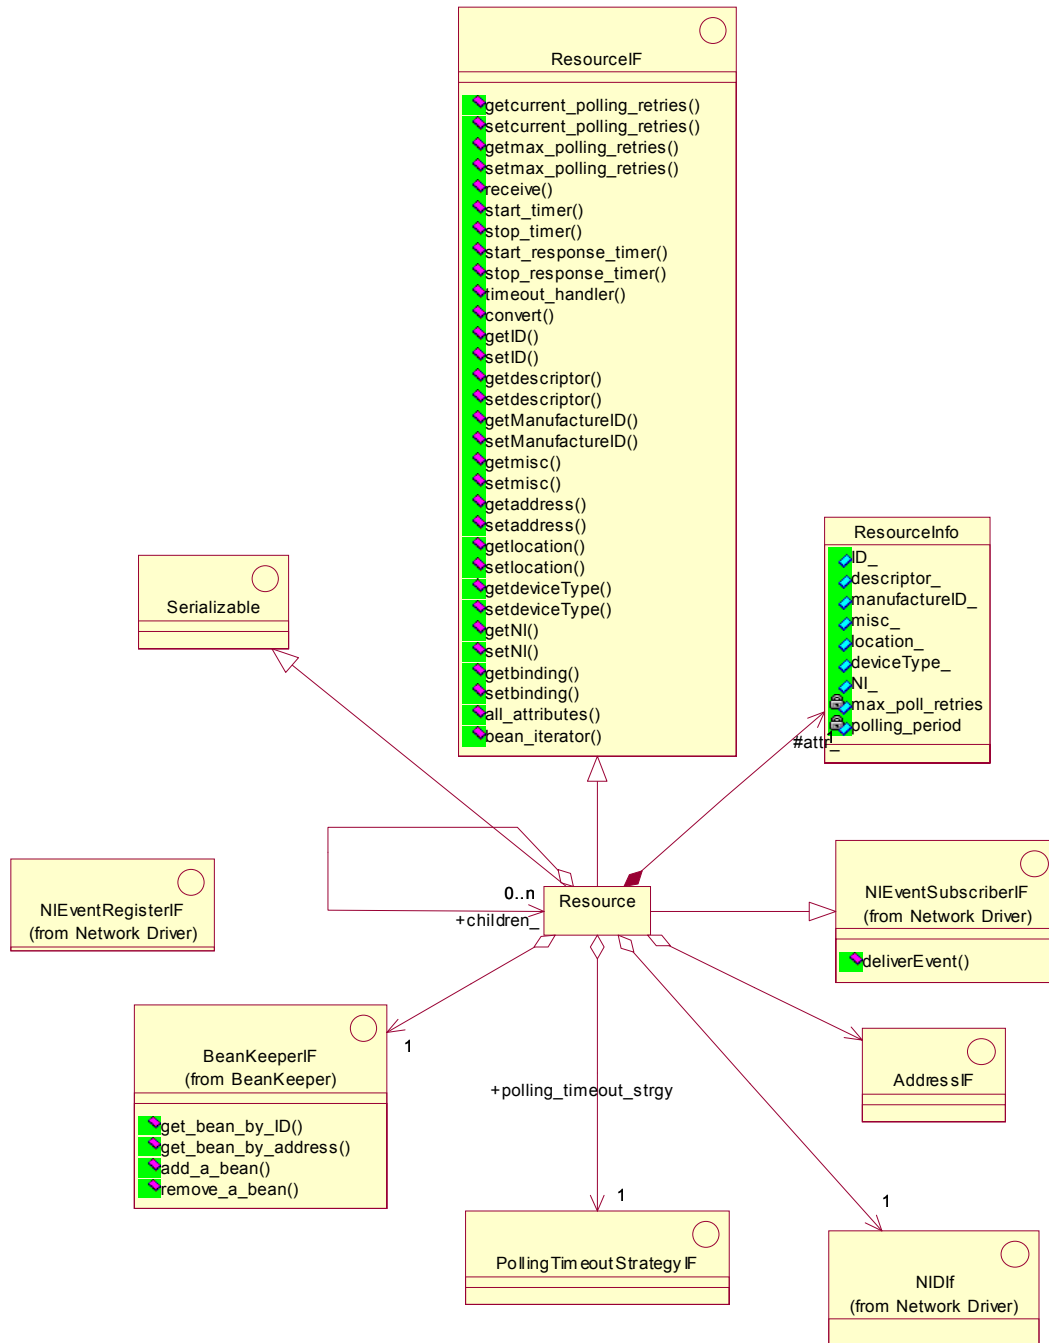 ResourceIF
getcurrent_polling_retries()
setcurrent_polling_retries()
getmax_polling_retries()
setmax_polling_retries()
receive()
start_timer()
stop_timer()
start_response_timer()
stop_response_timer()
timeout_handler()
convert()
getID()
setID()
getdescriptor()
setdescriptor()
getManufactureID()
setManufactureID()
getmisc()
setmisc()
getaddress()
setaddress()
getlocation()
setlocation()
getdeviceType()
setdeviceType()
getNI()
setNI()
getbinding()
setbinding()
all_attributes()
bean_iterator()
ResourceInfo
ID_
descriptor_
manufactureID_
misc_
location_
deviceType_
NI_
max_poll_retries
polling_period
1
#attr_
Serializable
NIEventRegisterIF
(from Network Driver)
0..n
+children_
Resource
NIEventSubscriberIF
(from Network Driver)
deliverEvent()
BeanKeeperIF
(from BeanKeeper)
get_bean_by_ID()
get_bean_by_address()
add_a_bean()
remove_a_bean()
1
+polling_timeout_strgy
1
AddressIF
1
PollingTimeoutStrategyIF
NIDIf
(from Network Driver)